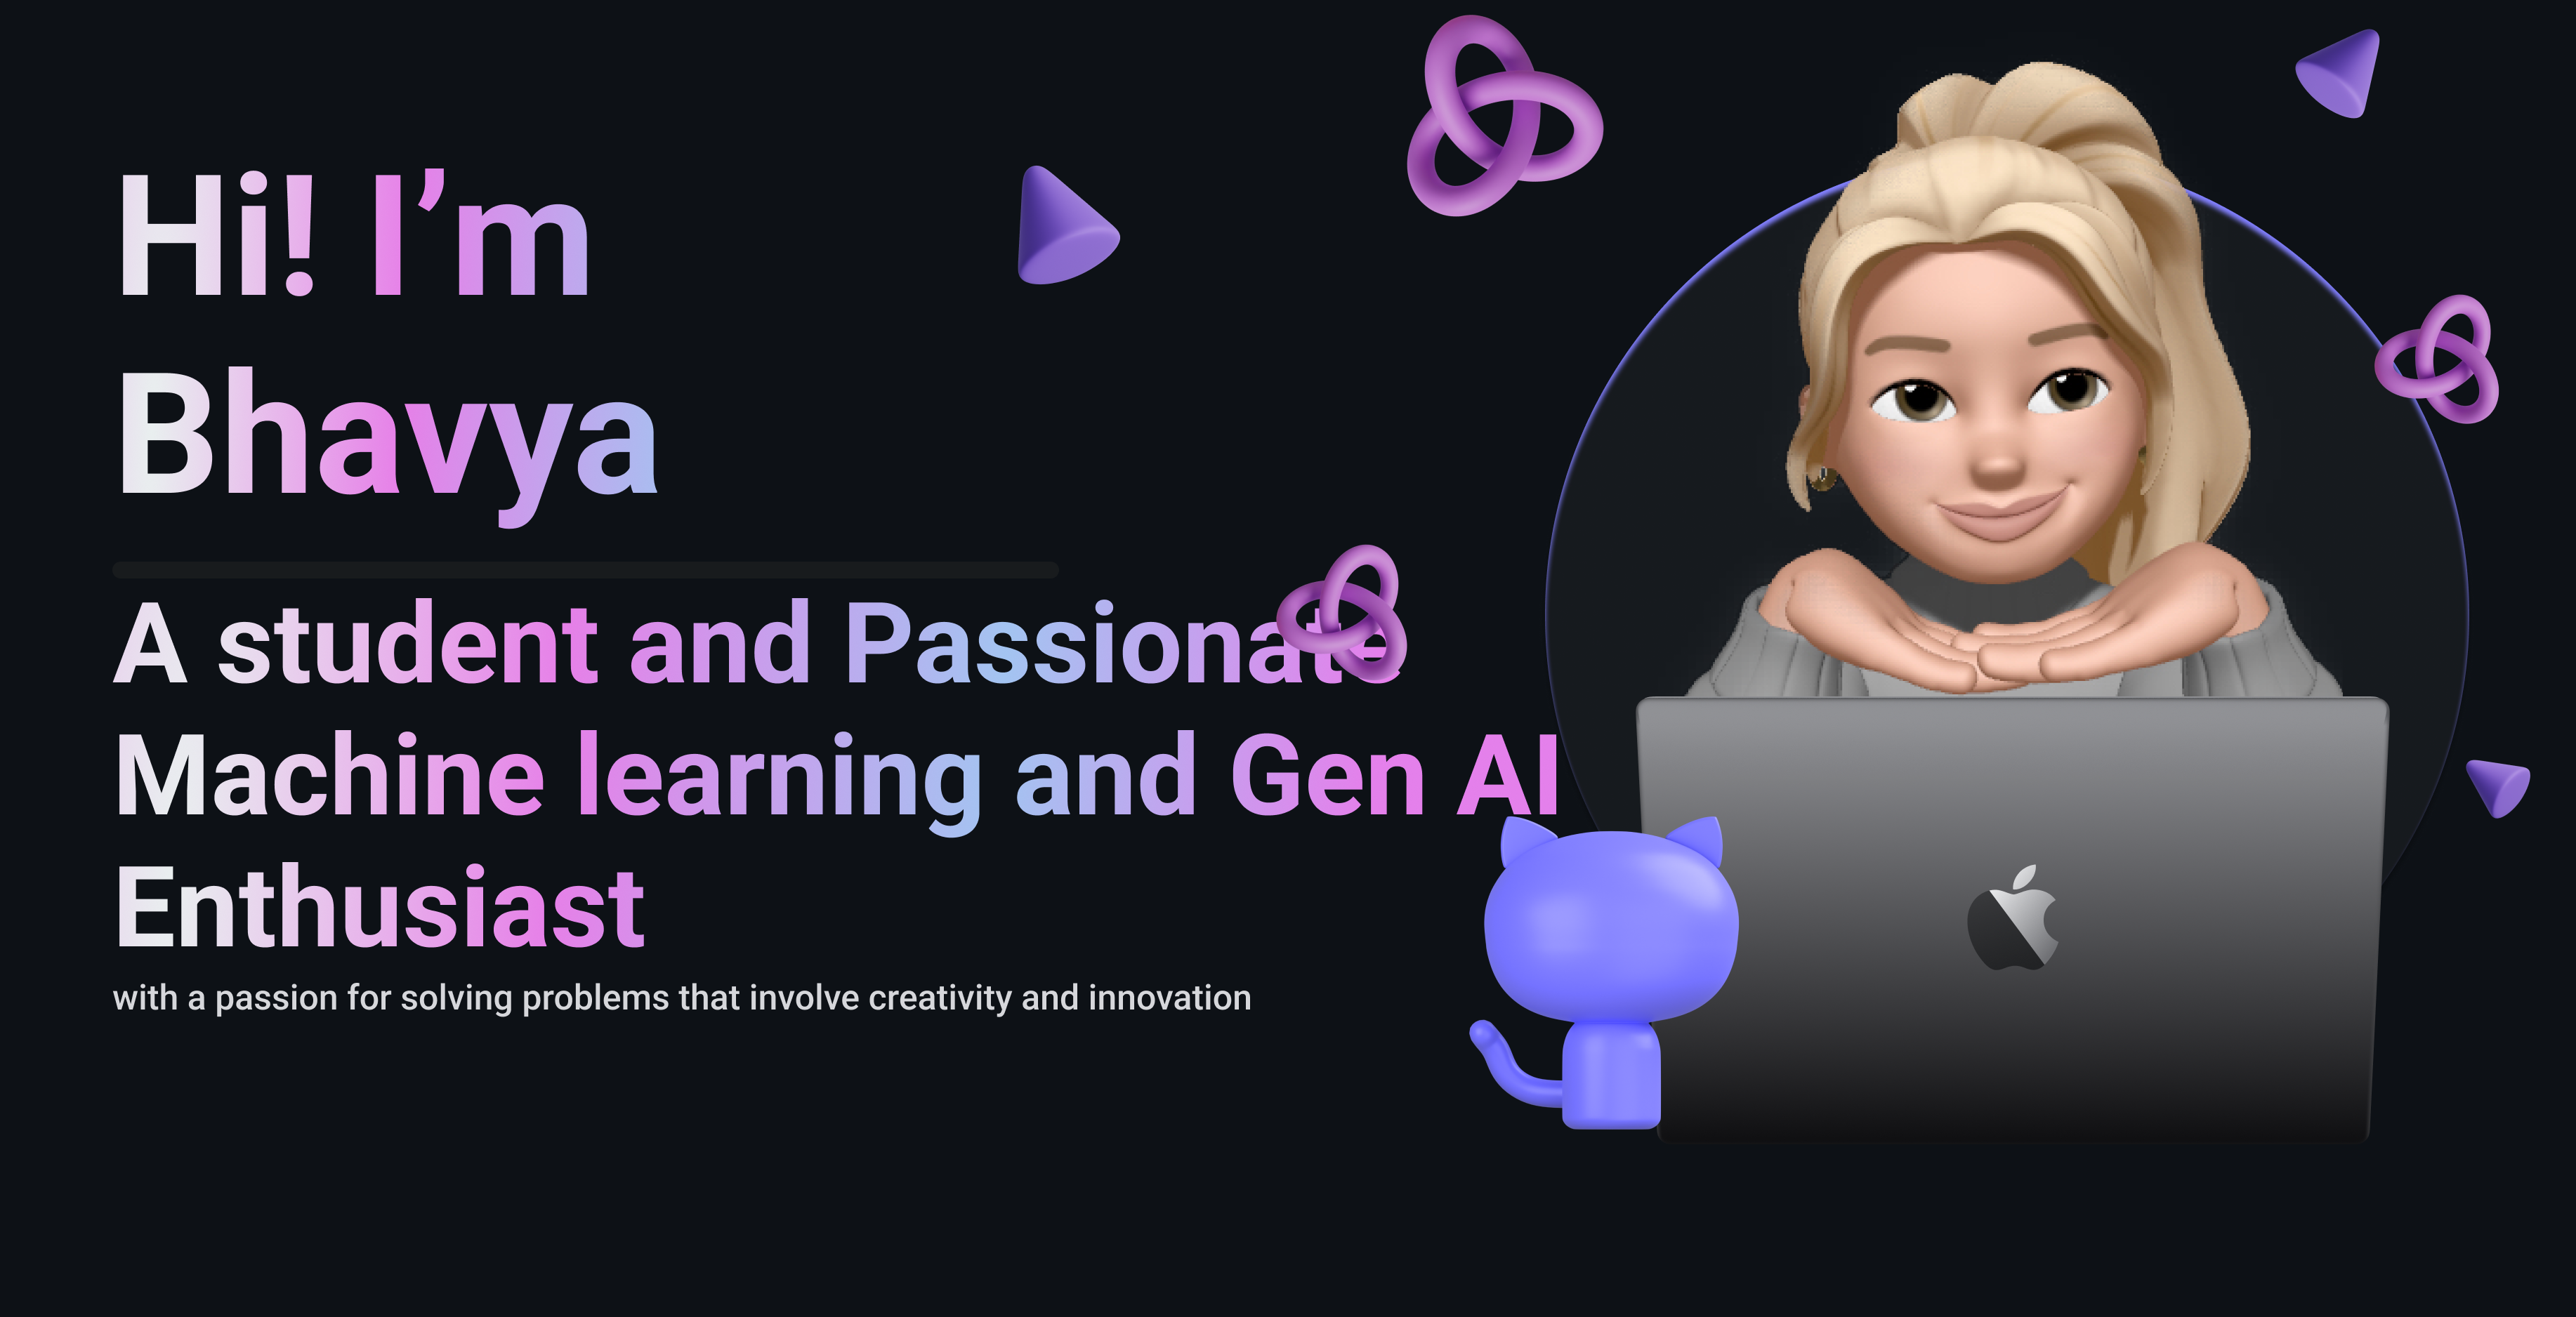 Hi! I’m
Bhavya
A student and Passionate
Machine learning and Gen AI
Enthusiast
with a passion for solving problems that involve creativity and innovation